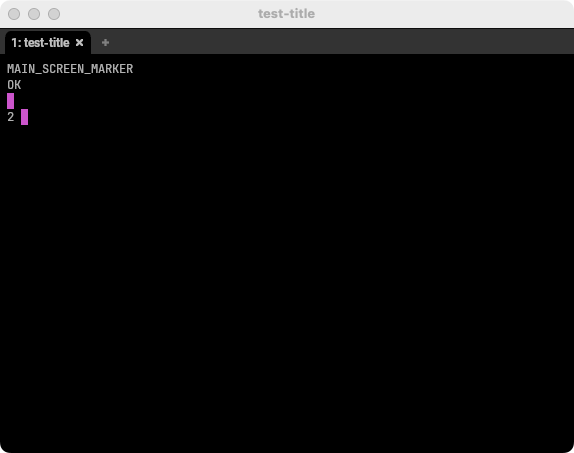 test-title
1: test-title × +
MAIN_SCREEN_MARKER
OK
2